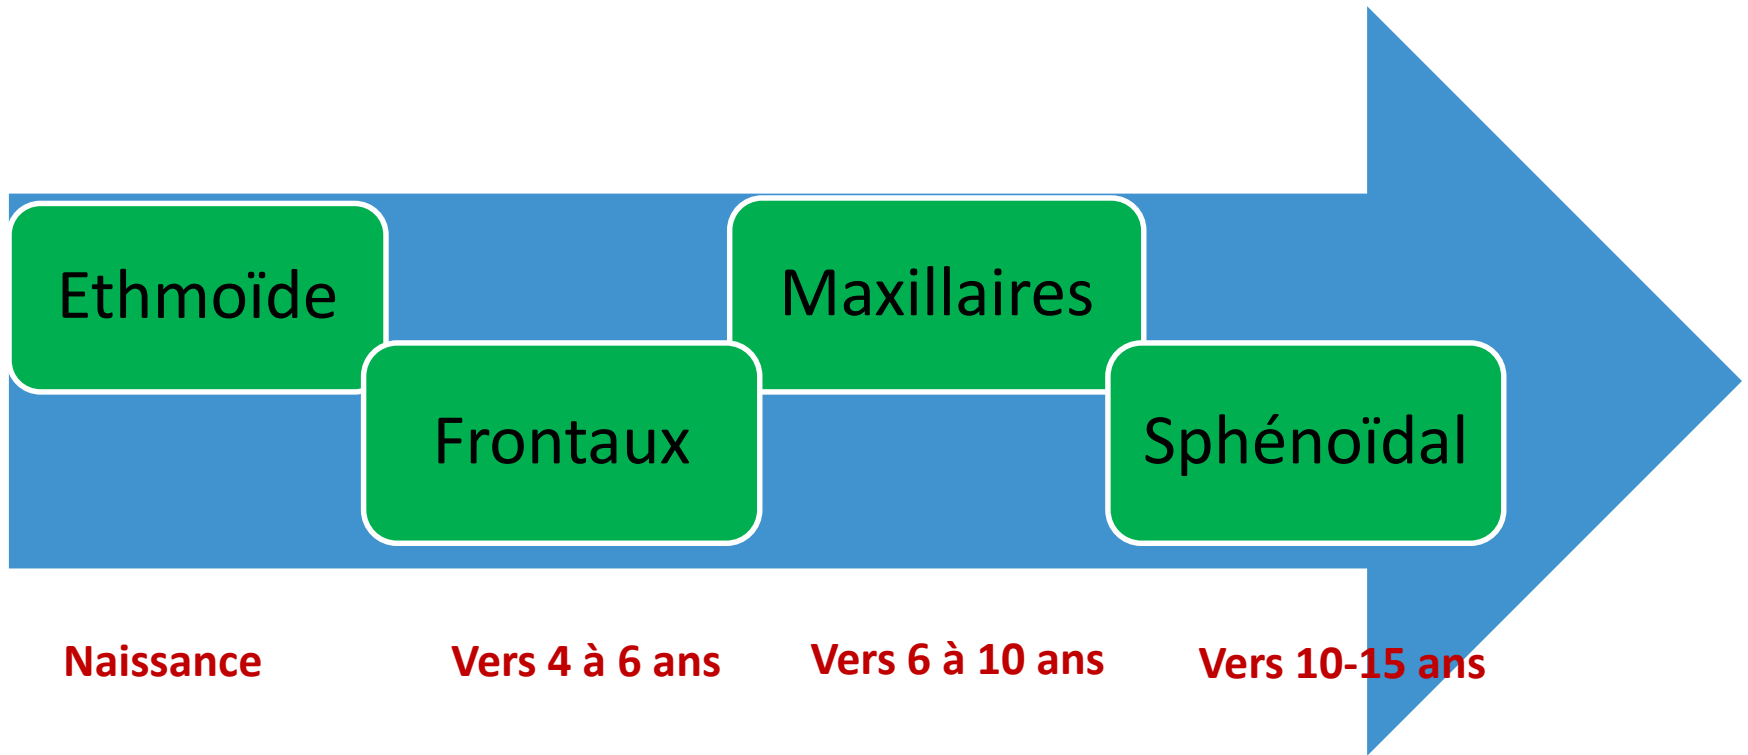 Ethmoïde
Frontaux
Maxillaires
Sphénoïdal
Naissance
Vers 4 à 6 ans
Vers 6 à 10 ans
Vers 10-15 ans